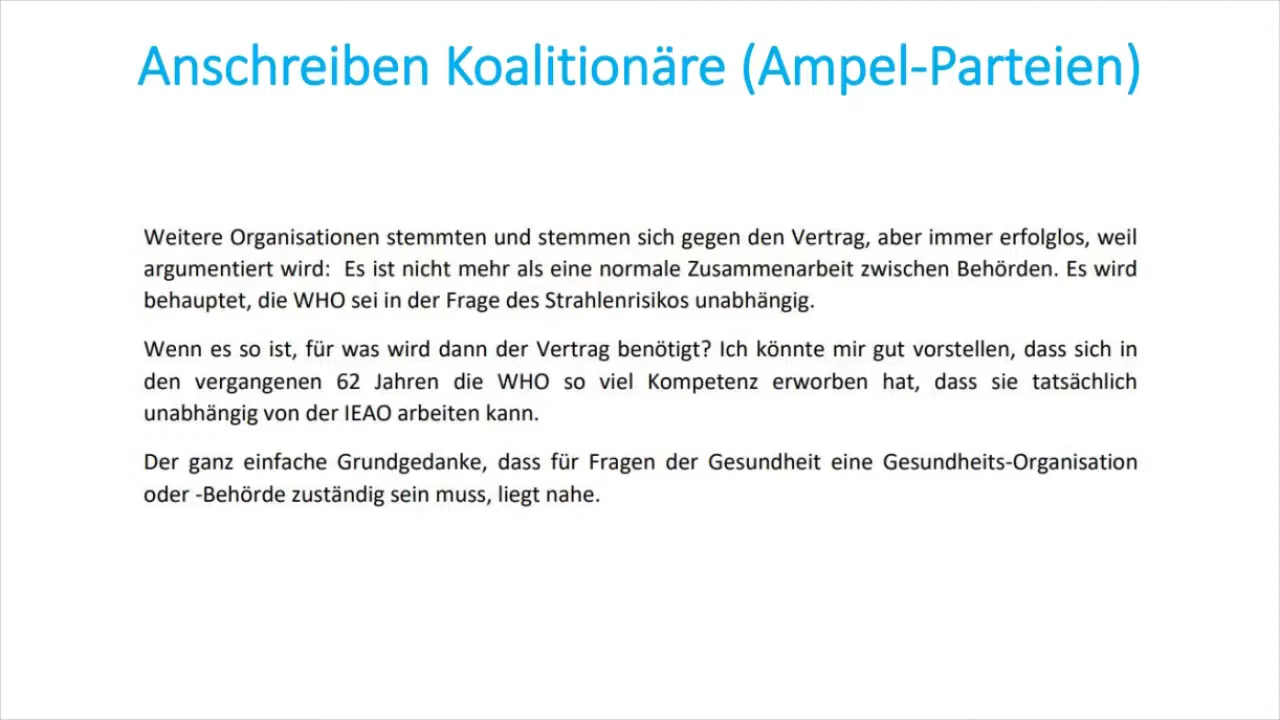 Anschreiben Koalitionäre (Ampel-Parteien)
Weitere Organisationen stemmten und stemmen sich gegen den Vertrag, aber immer erfolglos, weil
argumentiert wird:  Es ist nicht mehr als eine normale Zusammenarbeit zwischen Behörden. Es wird
behauptet, die WHO sei in der Frage des Strahlenrisikos unabhängig.
Wenn es so ist, für was wird dann der Vertrag benötigt? Ich könnte mir gut vorstellen, dass sich in
den vergangenen 62 Jahren die WHO so viel Kompetenz erworben hat, dass sie tatsächlich
unabhängig von der IEAO arbeiten kann.
Der ganz einfache Grundgedanke, dass für Fragen der Gesundheit eine Gesundheits-Organisation
oder -Behörde zuständig sein muss, liegt nahe.